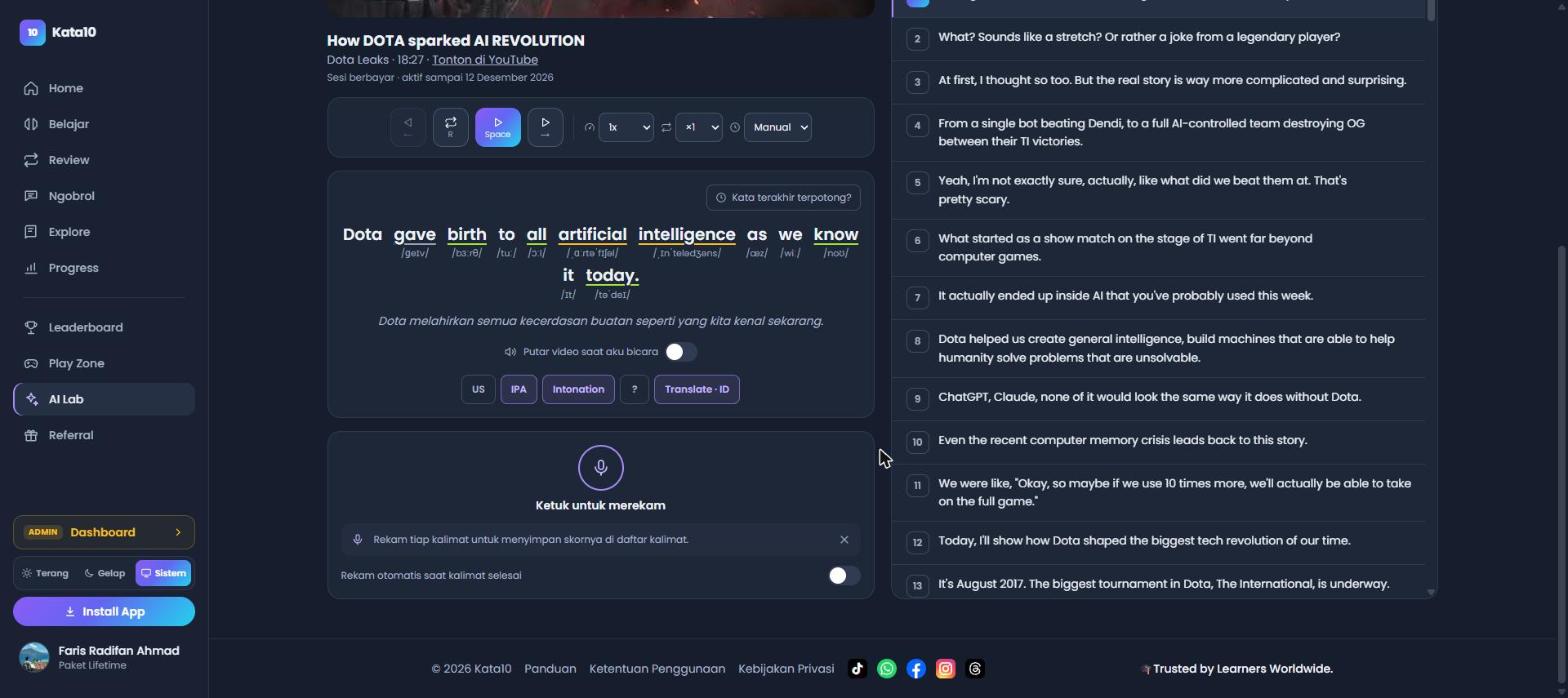 10 Kata10
Home
Belajar
Review
Ngobrol
Explore
Progress
Leaderboard
Play Zone
AI Lab
Referral
ADMIN Dashboard
Terang Gelap Sistem
Install App
Faris Radifan Ahmad
Paket Lifetime
How DOTA sparked AI REVOLUTION
Dota Leaks · 18:27 · Tonton di YouTube
Sesi berbayar · aktif sampai 12 Desember 2026
R Space 1x ×1 Manual
Kata terakhir terpotong?
Dota gave birth to all artificial intelligence as we know
/ɡeɪv/ /bɜːrθ/ /tuː/ /ɔːl/ /ˌɑːrtəˈfɪʃəl/ /ˌɪnˈtelədʒəns/ /æz/ /wiː/ /noʊ/
it today.
/ɪt/ /təˈdeɪ/
Dota melahirkan semua kecerdasan buatan seperti yang kita kenal sekarang.
Putar video saat aku bicara
US IPA Intonation ? Translate · ID
Ketuk untuk merekam
Rekam tiap kalimat untuk menyimpan skornya di daftar kalimat.
Rekam otomatis saat kalimat selesai
2 What? Sounds like a stretch? Or rather a joke from a legendary player?
3 At first, I thought so too. But the real story is way more complicated and surprising.
4 From a single bot beating Dendi, to a full AI-controlled team destroying OG
between their TI victories.
5 Yeah, I'm not exactly sure, actually, like what did we beat them at. That's
pretty scary.
6 What started as a show match on the stage of TI went far beyond
computer games.
7 It actually ended up inside AI that you've probably used this week.
8 Dota helped us create general intelligence, build machines that are able to help
humanity solve problems that are unsolvable.
9 ChatGPT, Claude, none of it would look the same way it does without Dota.
10 Even the recent computer memory crisis leads back to this story.
11 We were like, "Okay, so maybe if we use 10 times more, we'll actually be able to take
on the full game."
12 Today, I'll show how Dota shaped the biggest tech revolution of our time.
13 It's August 2017. The biggest tournament in Dota, The International, is underway.
© 2026 Kata10 Panduan Ketentuan Penggunaan Kebijakan Privasi
Trusted by Learners Worldwide.